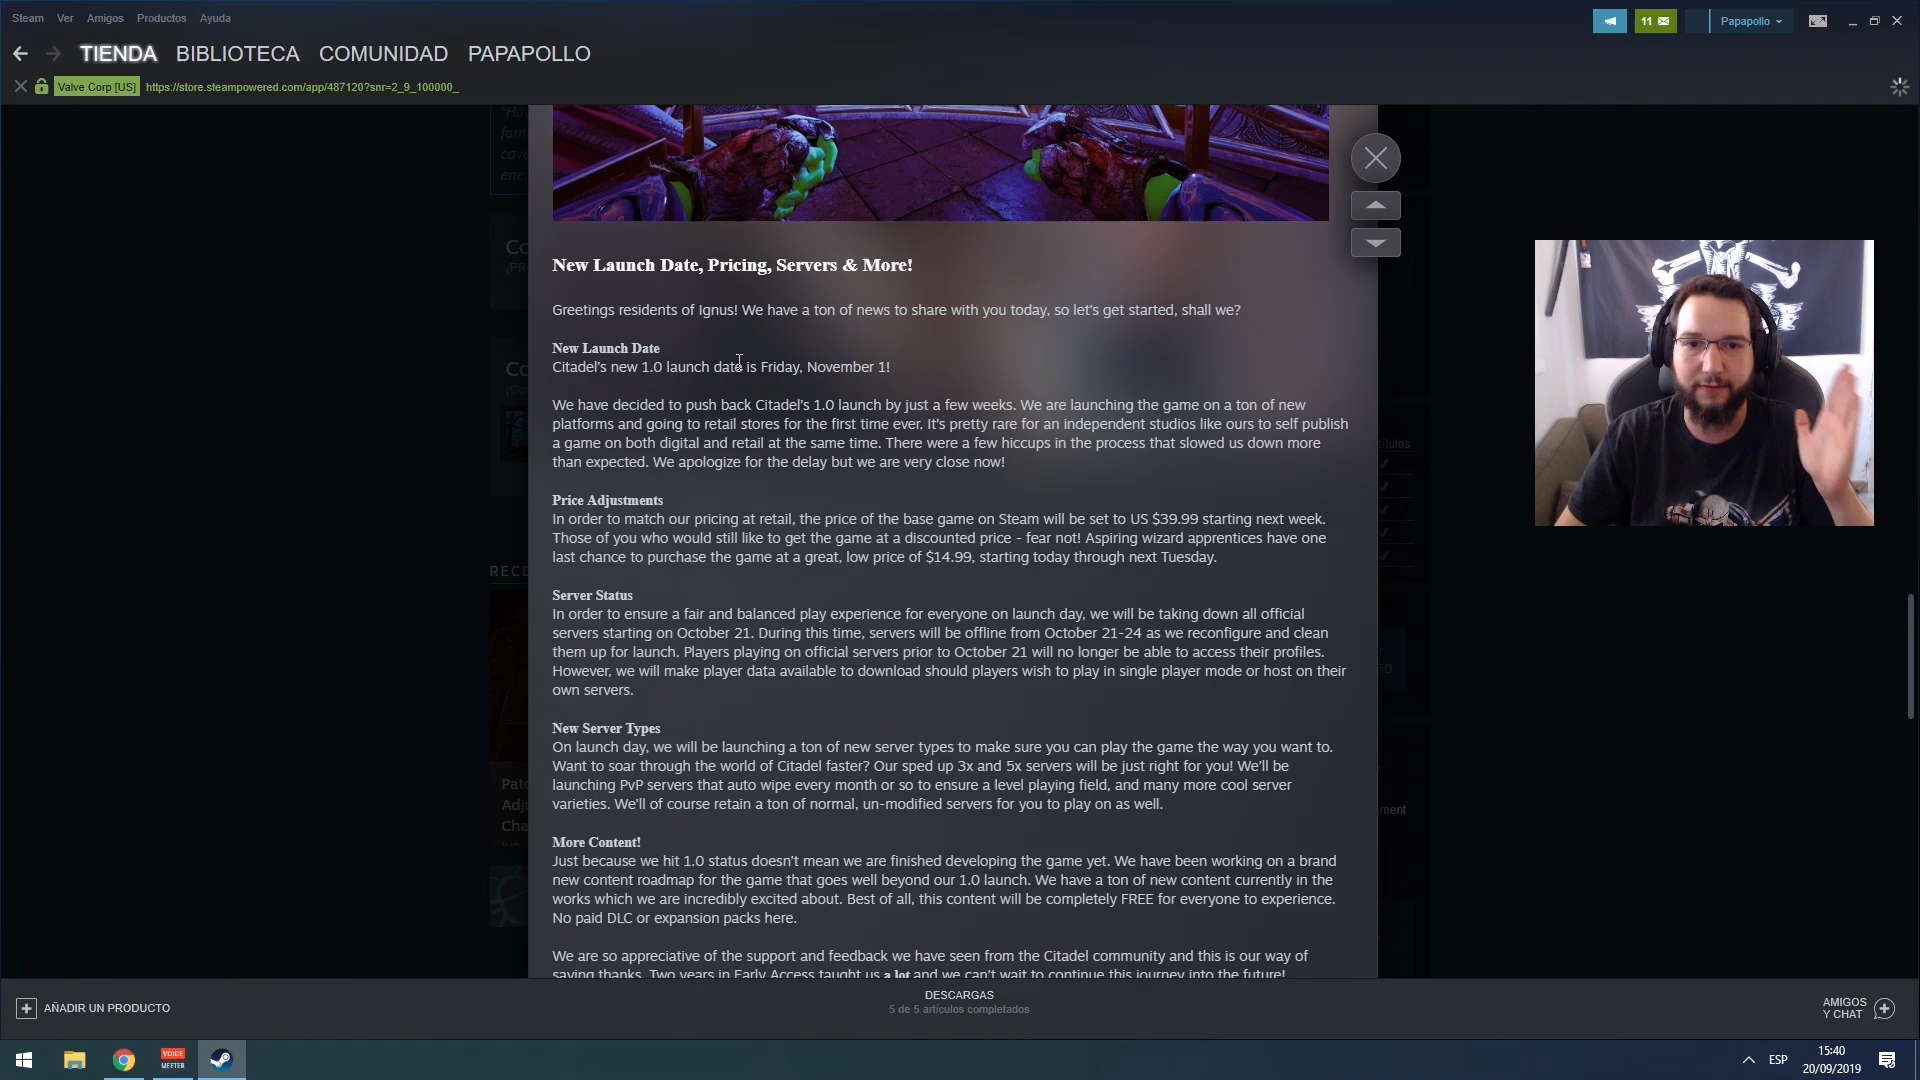 Steam Ver Amigos Productos Ayuda
11
Papapollo
TIENDA BIBLIOTECA COMUNIDAD PAPAPOLLO
Valve Corp [US] https://store.steampowered.com/app/487120?snr=2_9_100000_
New Launch Date, Pricing, Servers & More!
Greetings residents of Ignus! We have a ton of news to share with you today, so let's get started, shall we?
New Launch Date
Citadel's new 1.0 launch date is Friday, November 1!
We have decided to push back Citadel's 1.0 launch by just a few weeks. We are launching the game on a ton of new
platforms and going to retail stores for the first time ever. It's pretty rare for an independent studios like ours to self publish
a game on both digital and retail at the same time. There were a few hiccups in the process that slowed us down more
than expected. We apologize for the delay but we are very close now!
Price Adjustments
In order to match our pricing at retail, the price of the base game on Steam will be set to US $39.99 starting next week.
Those of you who would still like to get the game at a discounted price - fear not! Aspiring wizard apprentices have one
last chance to purchase the game at a great, low price of $14.99, starting today through next Tuesday.
RECE
Server Status
In order to ensure a fair and balanced play experience for everyone on launch day, we will be taking down all official
servers starting on October 21. During this time, servers will be offline from October 21-24 as we reconfigure and clean
them up for launch. Players playing on official servers prior to October 21 will no longer be able to access their profiles.
However, we will make player data available to download should players wish to play in single player mode or host on their
own servers.
New Server Types
On launch day, we will be launching a ton of new server types to make sure you can play the game the way you want to.
Want to soar through the world of Citadel faster? Our sped up 3x and 5x servers will be just right for you! We'll be
launching PvP servers that auto wipe every month or so to ensure a level playing field, and many more cool server
varieties. We'll of course retain a ton of normal, un-modified servers for you to play on as well.
More Content!
Just because we hit 1.0 status doesn't mean we are finished developing the game yet. We have been working on a brand
new content roadmap for the game that goes well beyond our 1.0 launch. We have a ton of new content currently in the
works which we are incredibly excited about. Best of all, this content will be completely FREE for everyone to experience.
No paid DLC or expansion packs here.
We are so appreciative of the support and feedback we have seen from the Citadel community and this is our way of
saying thanks. Two years in Early Access taught us a lot and we can't wait to continue this journey into the future!
AÑADIR UN PRODUCTO
DESCARGAS
5 de 5 artículos completados
AMIGOS
Y CHAT
VOICE
MEETER
ESP
15:40
20/09/2019